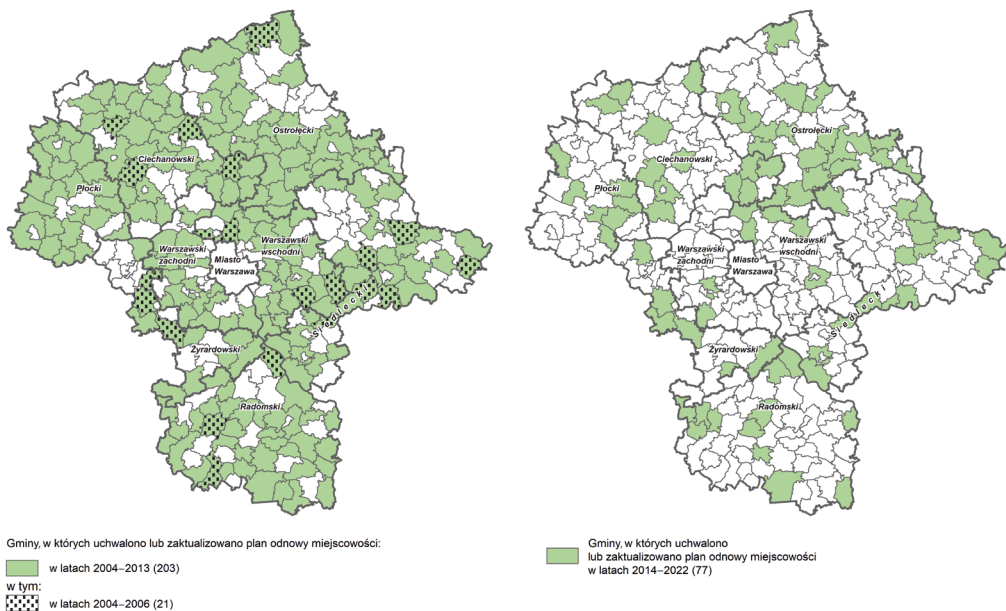 Ostrołęcki
Ciechanowski
Płocki
Warszawski
zachodni
Warszawski
wschodni
Miasto
Warszawa
Siedlecki
Żyrardowski
Radomski
Gminy, w których uchwalono lub zaktualizowano plan odnowy miejscowości:
w latach 2004–2013 (203)
w tym:
w latach 2004–2006 (21)
Ostrołęcki
Ciechanowski
Płocki
Warszawski
zachodni
Warszawski
wschodni
Miasto
Warszawa
Siedlecki
Żyrardowski
Radomski
Gminy, w których uchwalono
lub zaktualizowano plan odnowy miejscowości
w latach 2014–2022 (77)